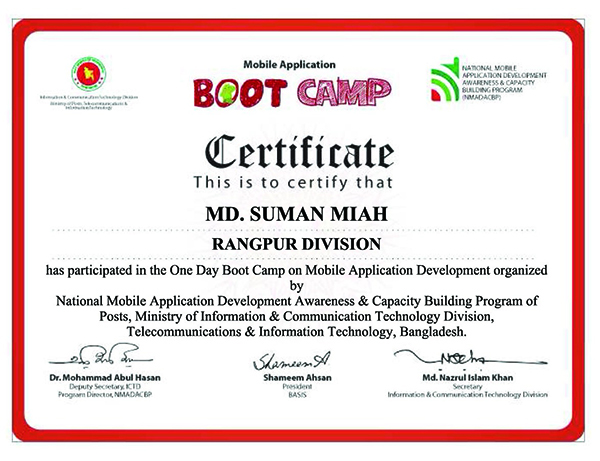 Mobile Application
BOOT CAMP
Information & Communication Technology Division
Ministry of Posts, Telecommunications &
Information Technology
NATIONAL MOBILE
APPLICATION DEVELOPMENT
AWARENESS & CAPACITY
BUILDING PROGRAM
(NMADACBP)
Certificate
This is to certify that
MD. SUMAN MIAH
RANGPUR DIVISION
has participated in the One Day Boot Camp on Mobile Application Development organized
by
National Mobile Application Development Awareness & Capacity Building Program of
Posts, Ministry of Information & Communication Technology Division,
Telecommunications & Information Technology, Bangladesh.
Shameem A.
Dr. Mohammad Abul Hasan
Deputy Secretary, ICTD
Program Director, NMADACBP
Shameem Ahsan
President
BASIS
Md. Nazrul Islam Khan
Secretary
Information & Communication Technology Division